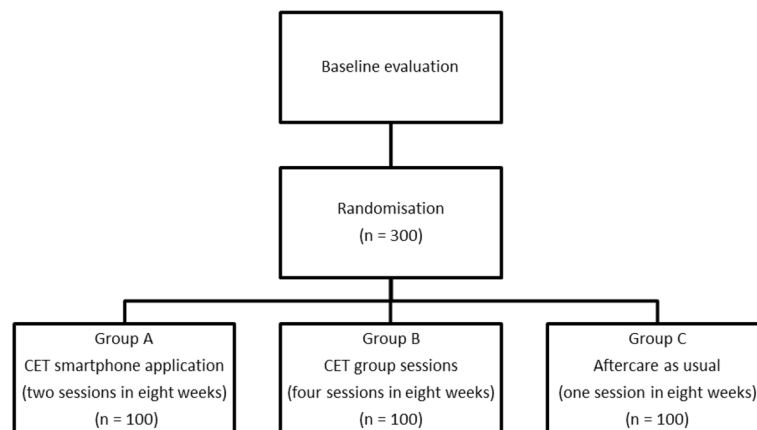 Baseline evaluation
Randomisation
(n = 300)
Group A
CET smartphone application
(two sessions in eight weeks)
(n = 100)
Group B
CET group sessions
(four sessions in eight weeks)
(n = 100)
Group C
Aftercare as usual
(one session in eight weeks)
(n = 100)